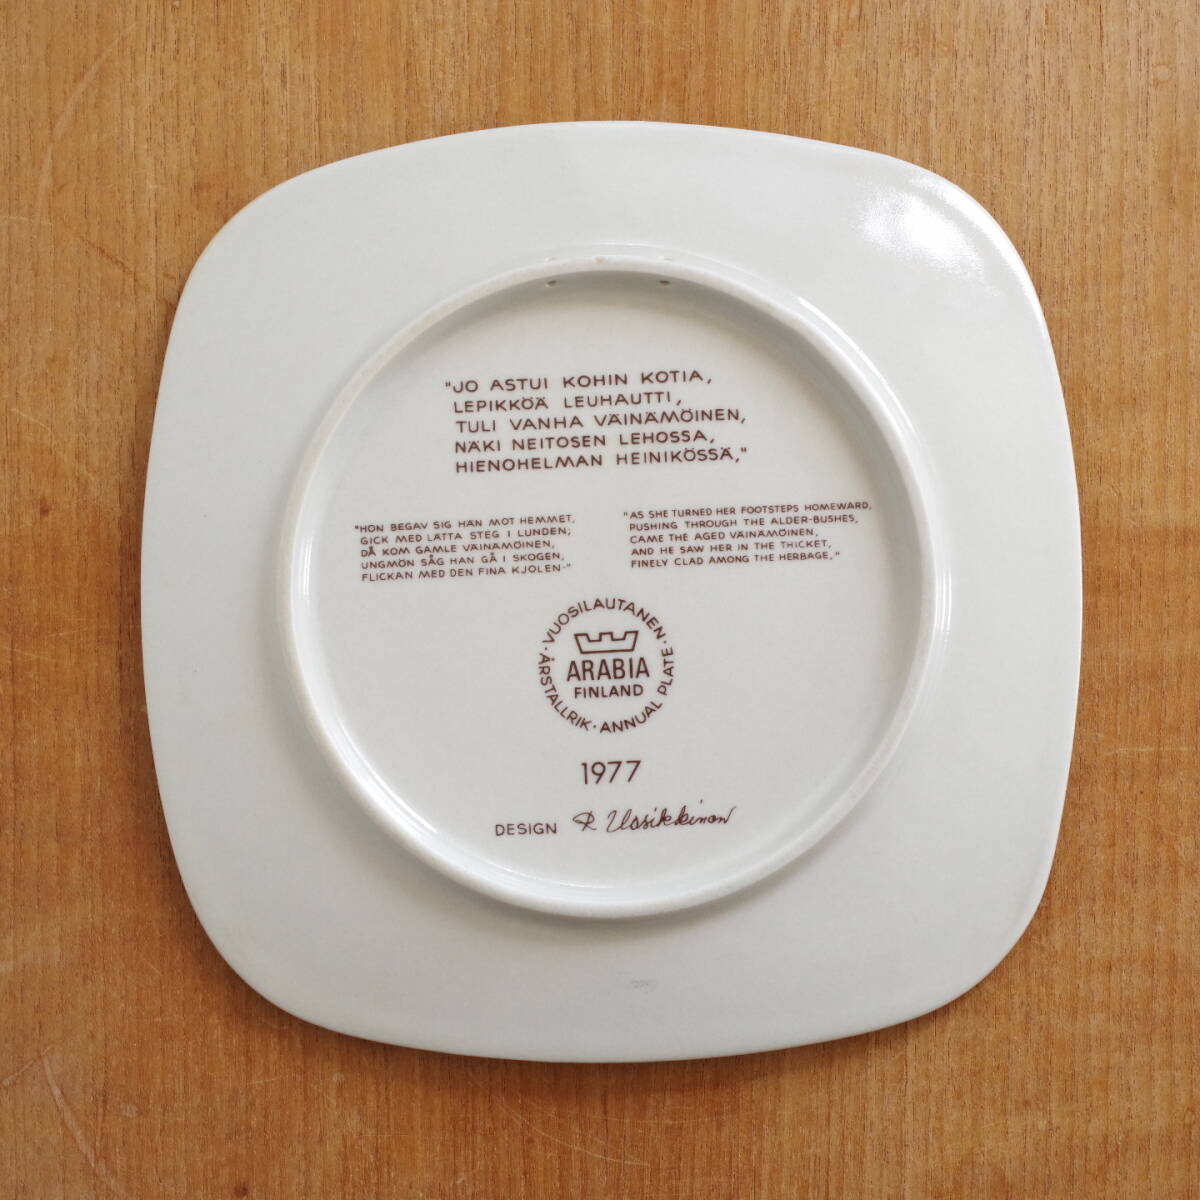 "JO ASTUI KOHIN KOTIA,
LEPIKKÖÄ LEUHAUTTI,
TULI VANHA VÄINÄMÖINEN,
NÄKI NEITOSEN LEHOSSA,
HIENOHELMAN HEINIKÖSSÄ,"
"HON BEGAV SIG HÄN MOT HEMMET,
GICK MED LÄTTA STEG I LUNDEN;
DÅ KOM GAMLE VÄINÄMÖINEN,
UNGMÖN SÅG HAN GÅ I SKOGEN,
FLICKAN MED DEN FINA KJOLEN-"
"AS SHE TURNED HER FOOTSTEPS HOMEWARD,
PUSHING THROUGH THE ALDER-BUSHES,
CAME THE AGED VÄINÄMÖINEN,
AND HE SAW HER IN THE THICKET,
FINELY CLAD AMONG THE HERBAGE,"
· VUOSILAUTANEN ·
ARABIA
FINLAND
ÅRSTALLRIK · ANNUAL PLATE
1977
DESIGN R Uosikkinen